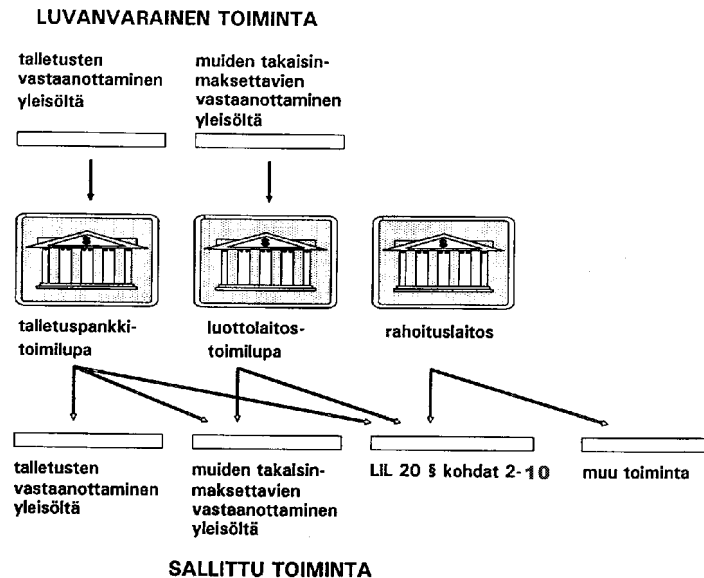 LUVANVARAINEN TOIMINTA
talletusten
vastaanottaminen
yleisöltä
muiden takaisin-
maksettavien
vastaanottaminen
yleisöltä
$
$
$
talletuspankki-
toimilupa
luottolaitos-
toimilupa
rahoituslaitos
talletusten
vastaanottaminen
yleisöltä
muiden takaisin-
maksettavien
vastaanottaminen
yleisöltä
LIL 20 § kohdat 2-10
muu toiminta
SALLITTU TOIMINTA